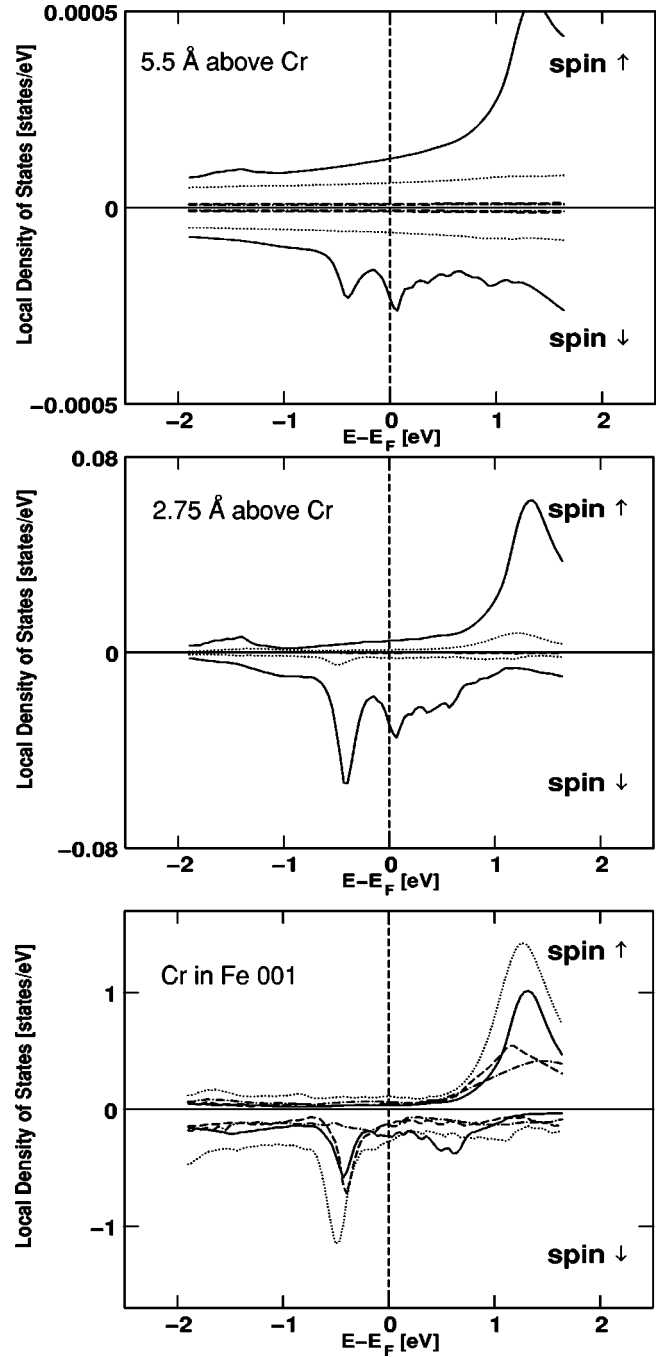 0.0005
5.5 Å above Cr
spin ↑
0
spin ↓
−0.0005
−2 −1 0 1 2
E−E_F [eV]
Local Density of States [states/eV]
0.08
2.75 Å above Cr
spin ↑
0
spin ↓
−0.08
−2 −1 0 1 2
E−E_F [eV]
Local Density of States [states/eV]
1
Cr in Fe 001
spin ↑
0
−1
spin ↓
−2 −1 0 1 2
E−E_F [eV]
Local Density of States [states/eV]